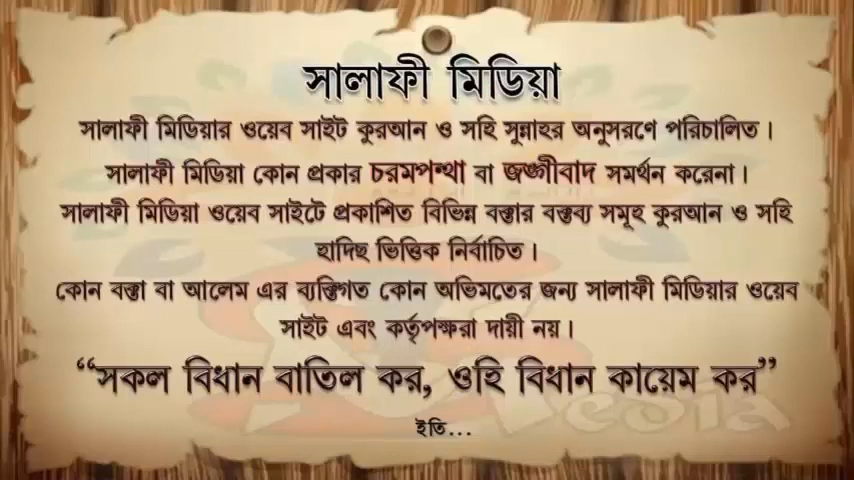 সালাফী মিডিয়া
সালাফী মিডিয়ার ওয়েব সাইট কুরআন ও সহি সুন্নাহর অনুসরণে পরিচালিত।
সালাফী মিডিয়া কোন প্রকার চরমপন্থা বা জঙ্গীবাদ সমর্থন করেনা।
সালাফী মিডিয়া ওয়েব সাইটে প্রকাশিত বিভিন্ন বক্তার বক্তব্য সমূহ কুরআন ও সহি
হাদিছ ভিত্তিক নির্বাচিত।
কোন বক্তা বা আলেম এর ব্যক্তিগত কোন অভিমতের জন্য সালাফী মিডিয়ার ওয়েব
সাইট এবং কর্তৃপক্ষরা দায়ী নয়।
“সকল বিধান বাতিল কর, ওহি বিধান কায়েম কর”
ইতি...